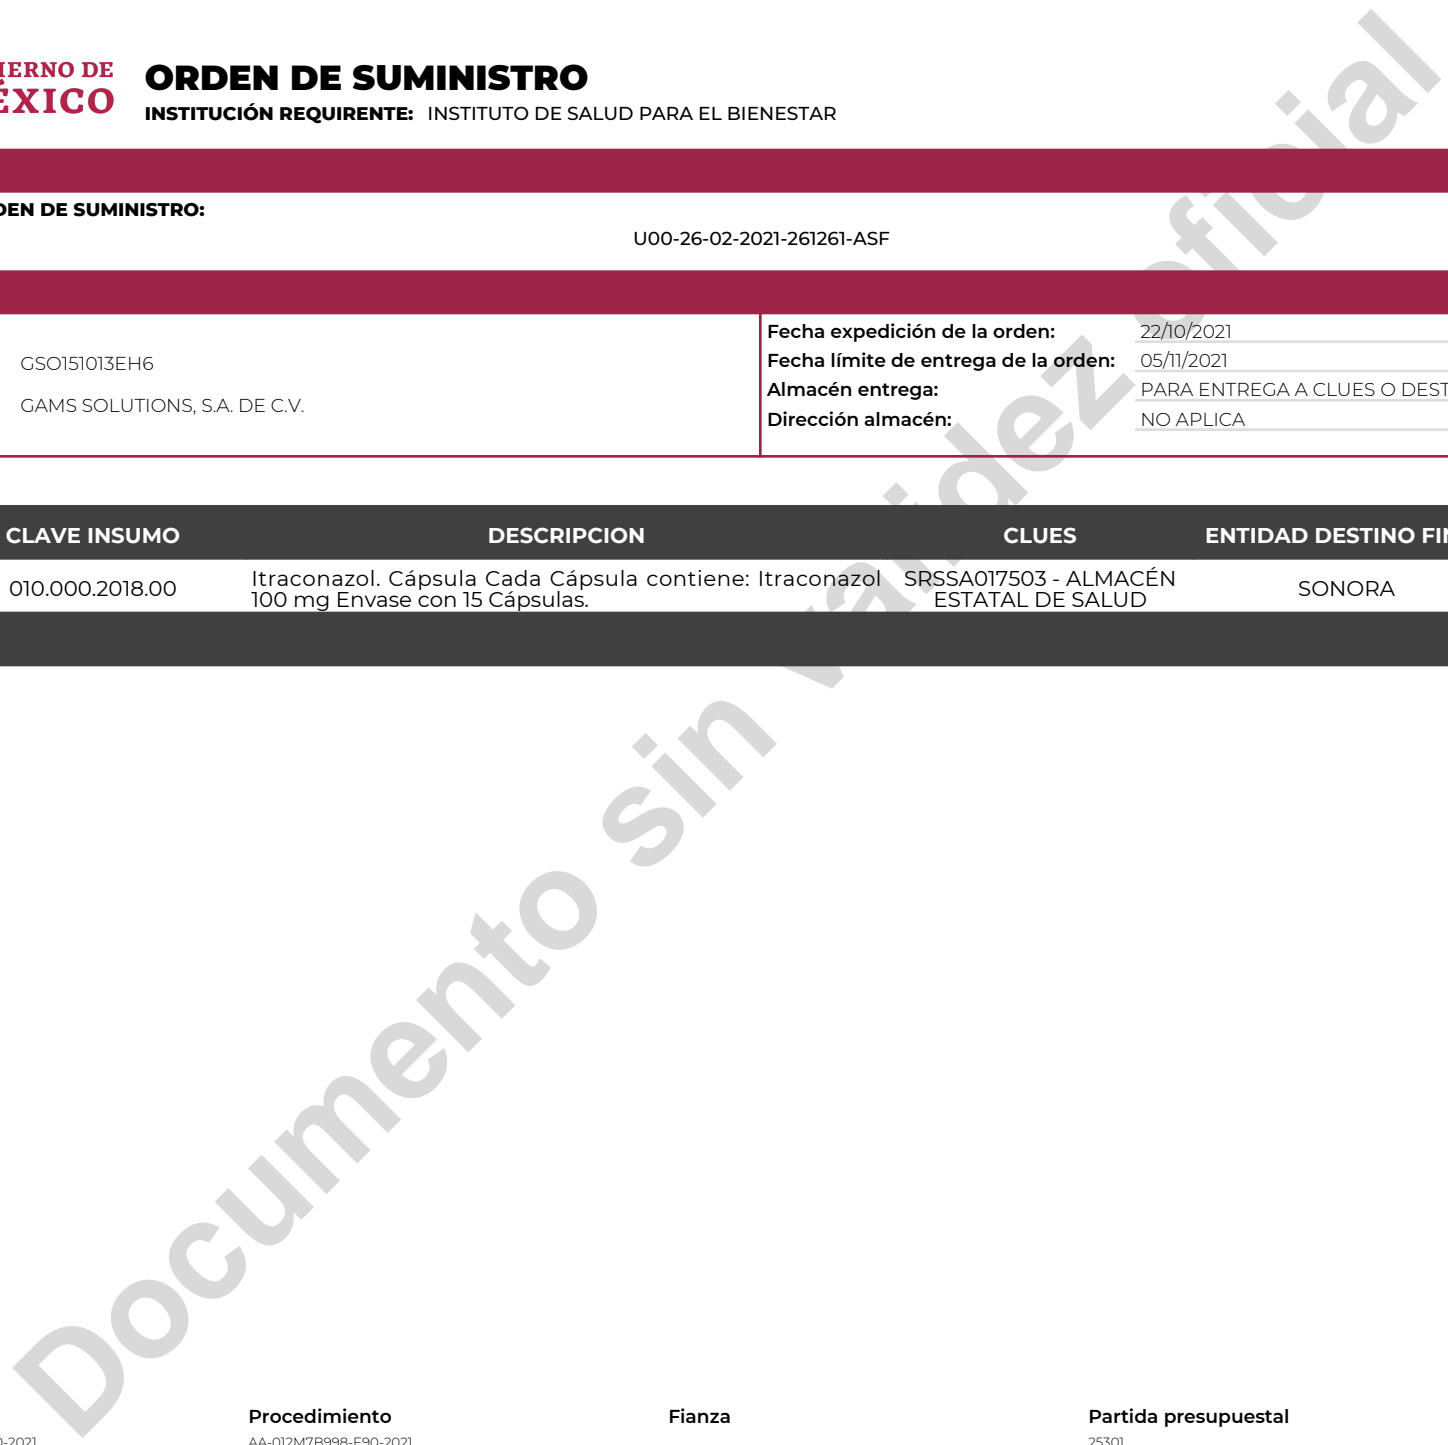 ORDEN DE SUMINISTRO
INSTITUCIÓN REQUIRENTE: INSTITUTO DE SALUD PARA EL BIENESTAR
IERNO DE
ÉXICO
DEN DE SUMINISTRO:
U00-26-02-2021-261261-ASF
GSO151013EH6
GAMS SOLUTIONS, S.A. DE C.V.
Fecha expedición de la orden: 22/10/2021
Fecha límite de entrega de la orden: 05/11/2021
Almacén entrega: PARA ENTREGA A CLUES O DEST
Dirección almacén: NO APLICA
CLAVE INSUMO DESCRIPCION CLUES ENTIDAD DESTINO FIN
010.000.2018.00
Itraconazol. Cápsula Cada Cápsula contiene: Itraconazol
100 mg Envase con 15 Cápsulas.
SRSSA017503 - ALMACÉN
ESTATAL DE SALUD
SONORA
Documento sin validez oficial
Procedimiento Fianza Partida presupuestal
0-2021 AA-012M7B998-E90-2021 25301